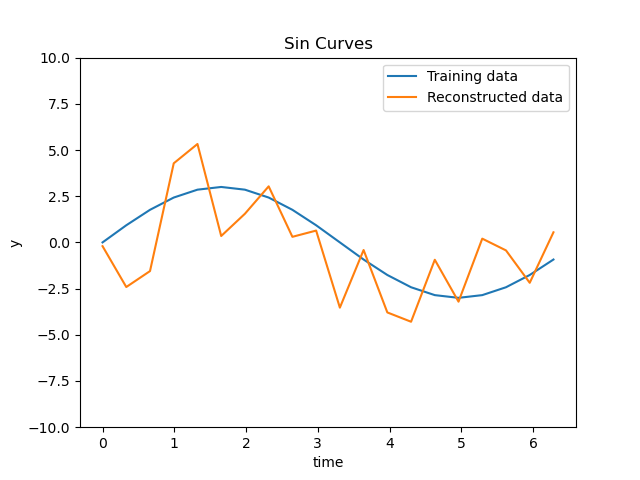 Sin Curves
Training data
Reconstructed data
10.0
7.5
5.0
2.5
0.0
−2.5
−5.0
−7.5
−10.0
y
0 1 2 3 4 5 6
time